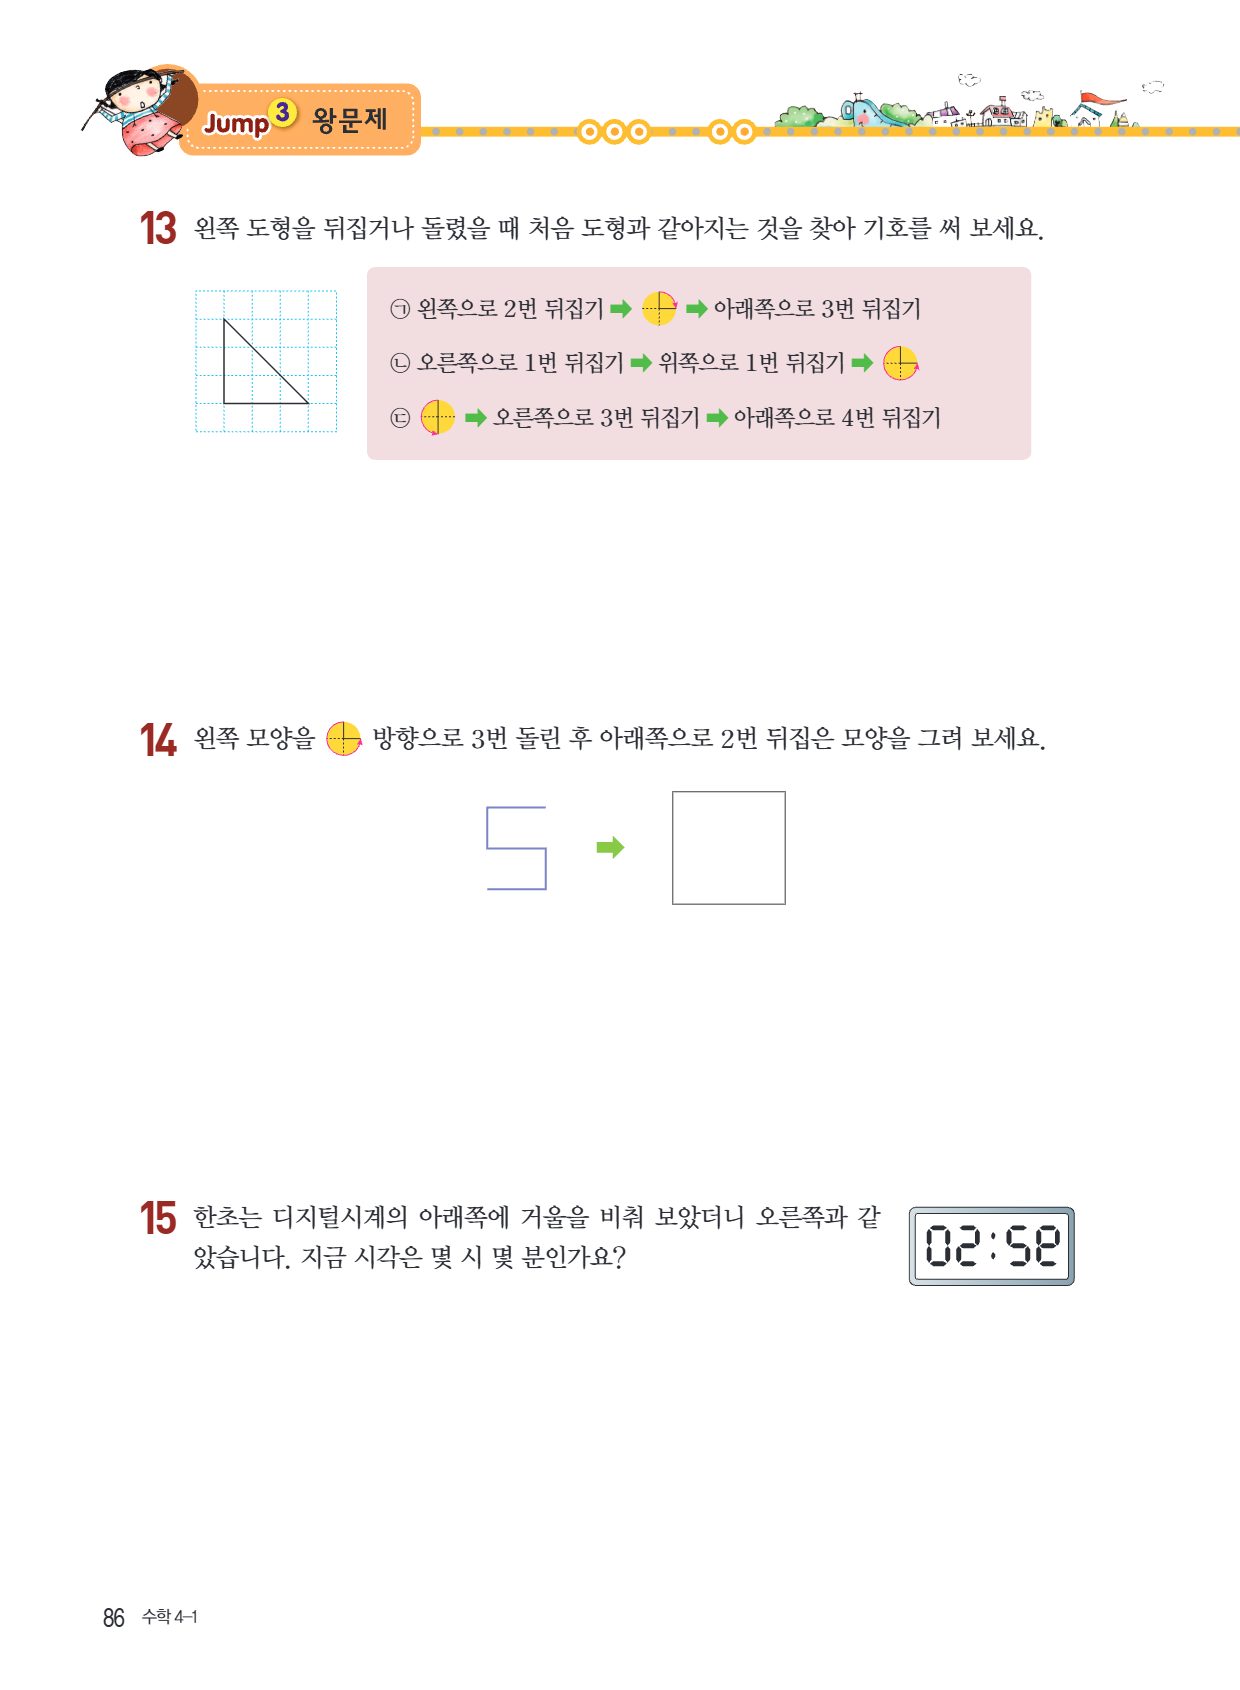 Jump 3 왕문제
13 왼쪽 도형을 뒤집거나 돌렸을 때 처음 도형과 같아지는 것을 찾아 기호를 써 보세요.
㉠ 왼쪽으로 2번 뒤집기 ➡ ➡ 아래쪽으로 3번 뒤집기
㉡ 오른쪽으로 1번 뒤집기 ➡ 위쪽으로 1번 뒤집기 ➡
㉢ ➡ 오른쪽으로 3번 뒤집기 ➡ 아래쪽으로 4번 뒤집기
14 왼쪽 모양을 방향으로 3번 돌린 후 아래쪽으로 2번 뒤집은 모양을 그려 보세요.
➡
15 한초는 디지털시계의 아래쪽에 거울을 비춰 보았더니 오른쪽과 같
았습니다. 지금 시각은 몇 시 몇 분인가요?
02:59
86 수학 4-1